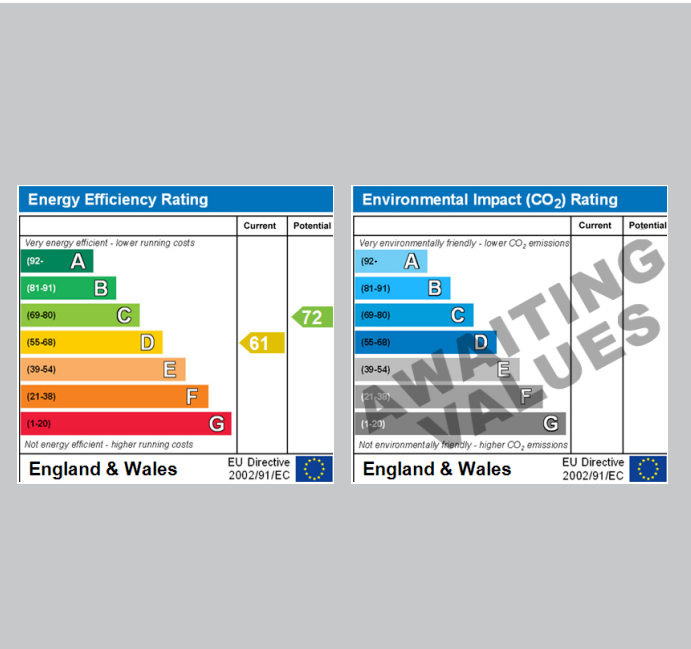 Energy Efficiency Rating
Current Potential
Very energy efficient - lower running costs
(92- A
(81-91) B
(69-80) C
72
(55-68) D
61
(39-54) E
(21-38) F
(1-20) G
Not energy efficient - higher running costs
England & Wales
EU Directive
2002/91/EC
Environmental Impact (CO2) Rating
Current Potential
Very environmentally friendly - lower CO2 emissions
(92- A
(81-91) B
(69-80) C
(55-68) D
(39-54) E
(21-38) F
(1-20) G
Not environmentally friendly - higher CO2 emissions
AWAITING
VALUES
England & Wales
EU Directive
2002/91/EC